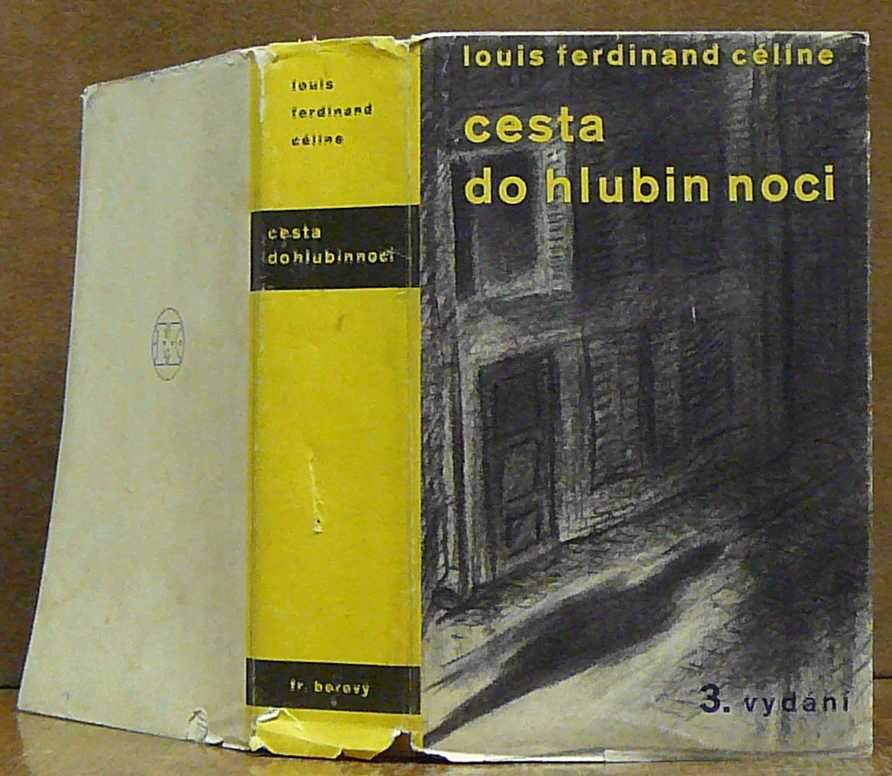 louis
ferdinand
céline
cesta
do hlubin noci
fr. borový
louis ferdinand céline
cesta
do hlubin noci
3. vydání